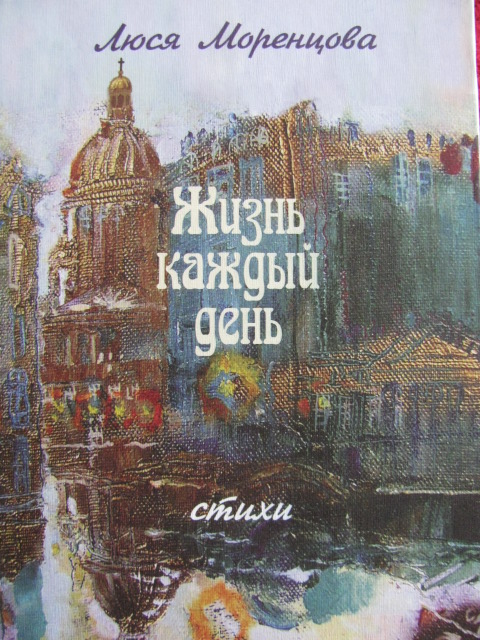 Люся Моренцова
Жизнь
каждый
день
стихи